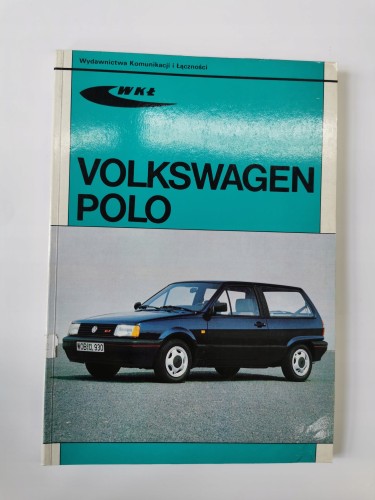 Wydawnictwa Komunikacji i Łączności
WKŁ
VOLKSWAGEN
POLO